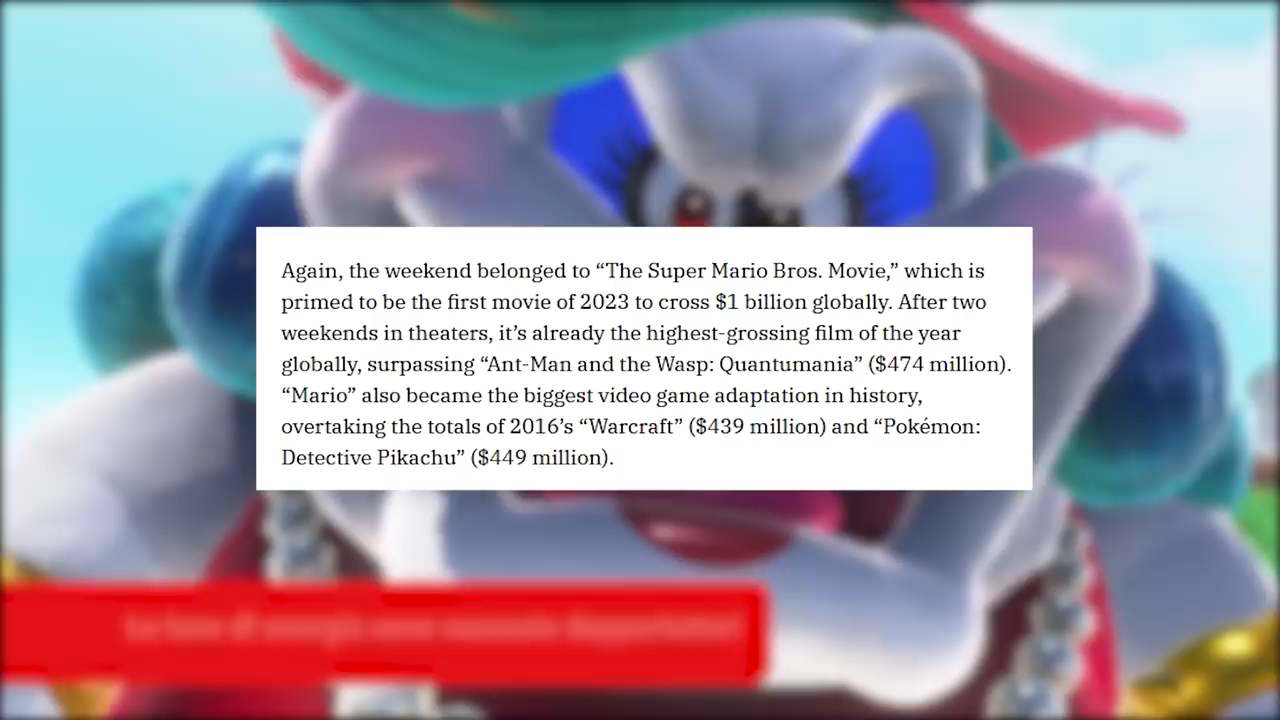 Again, the weekend belonged to “The Super Mario Bros. Movie,” which is
primed to be the first movie of 2023 to cross $1 billion globally. After two
weekends in theaters, it’s already the highest-grossing film of the year
globally, surpassing “Ant-Man and the Wasp: Quantumania” ($474 million).
“Mario” also became the biggest video game adaptation in history,
overtaking the totals of 2016’s “Warcraft” ($439 million) and “Pokémon:
Detective Pikachu” ($449 million).